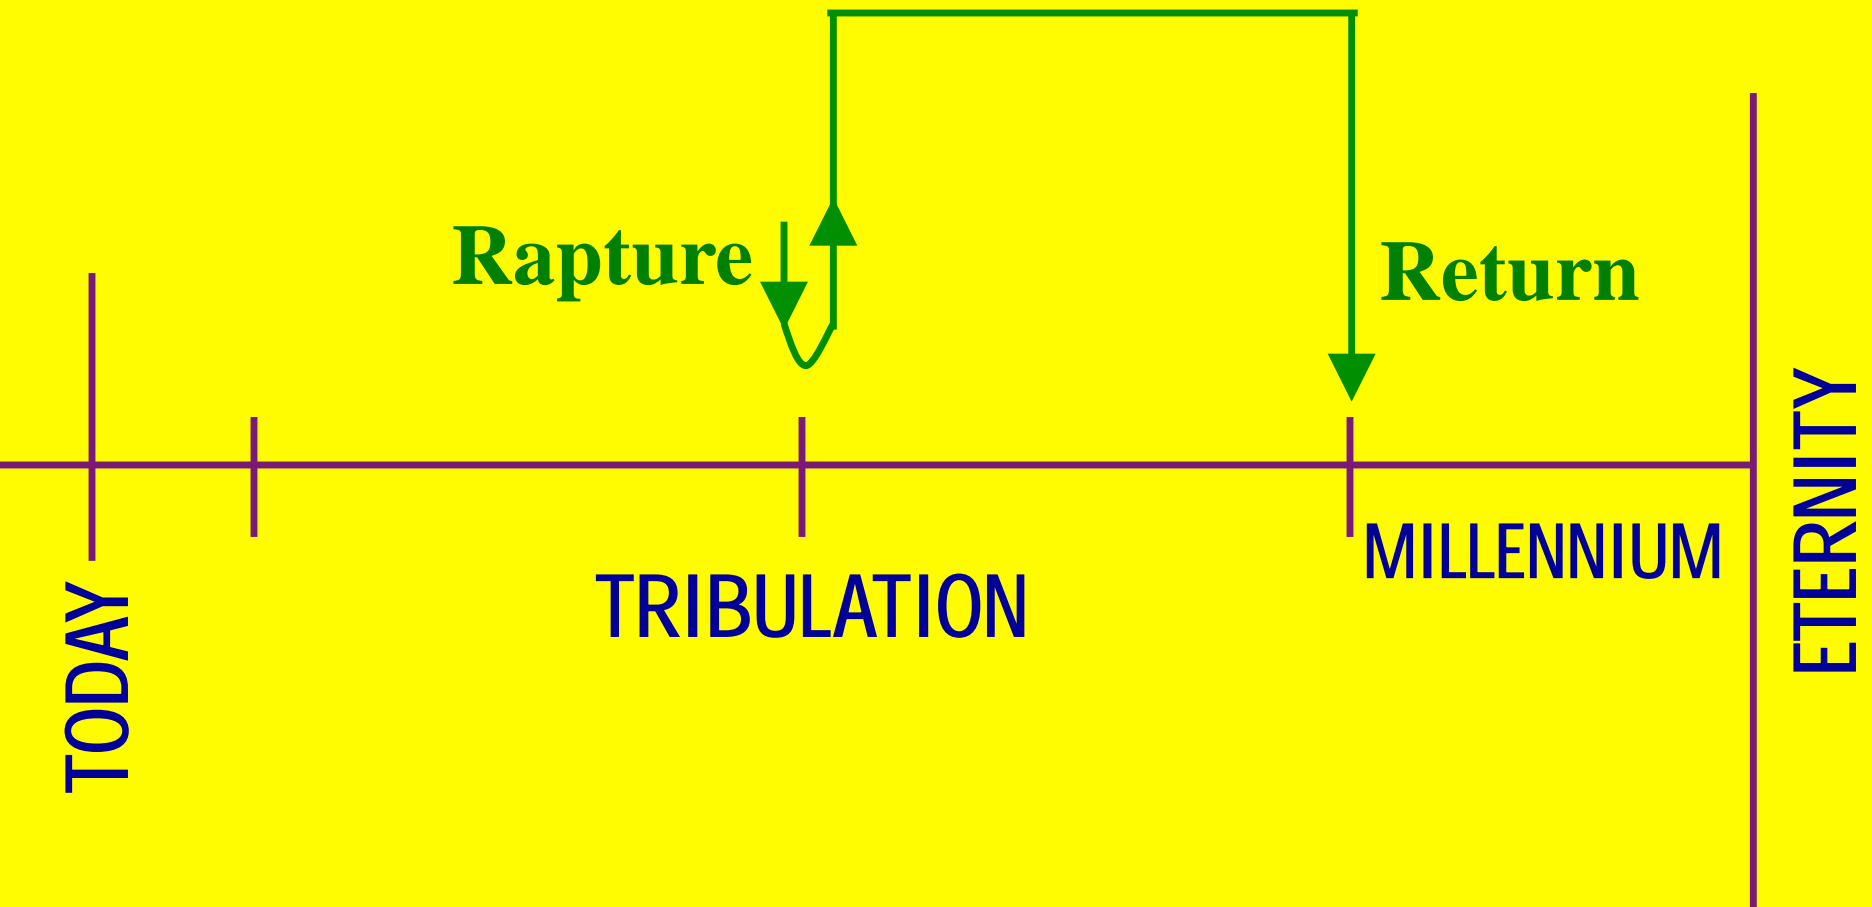 Rapture
Return
TODAY
TRIBULATION
MILLENNIUM
ETERNITY